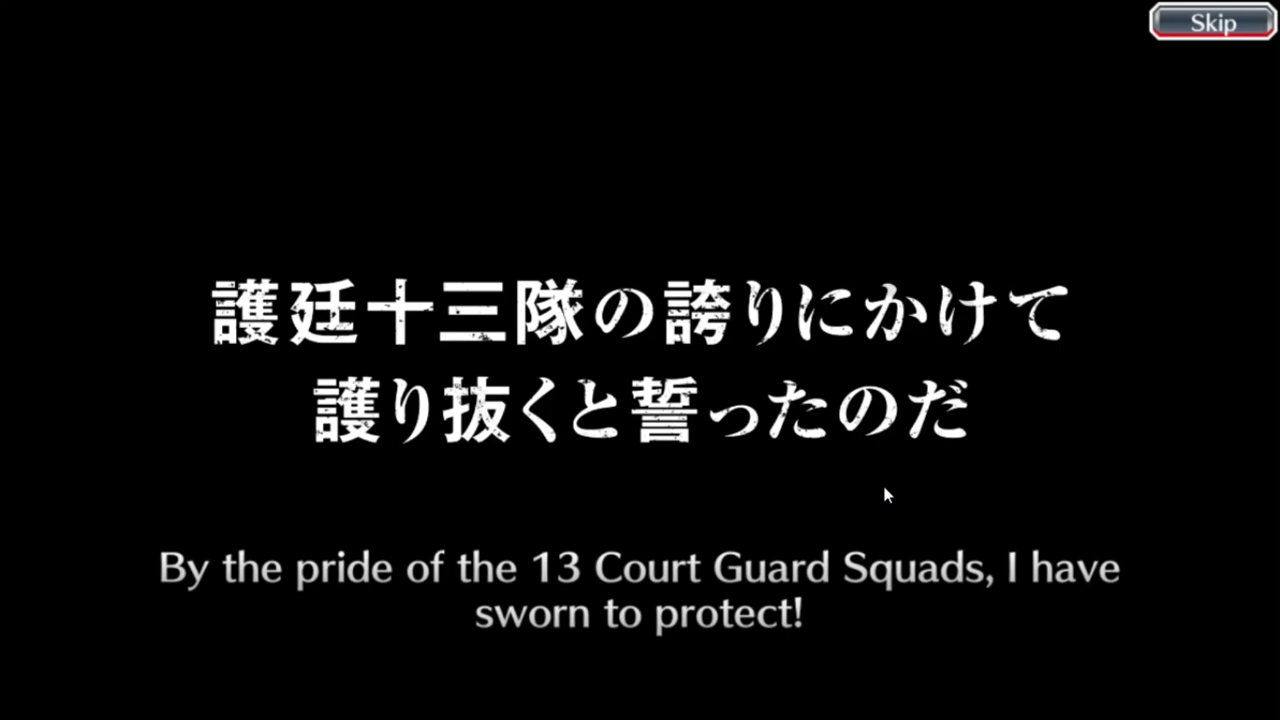 Skip
護廷十三隊の誇りにかけて
護り抜くと誓ったのだ
By the pride of the 13 Court Guard Squads, I have
sworn to protect!